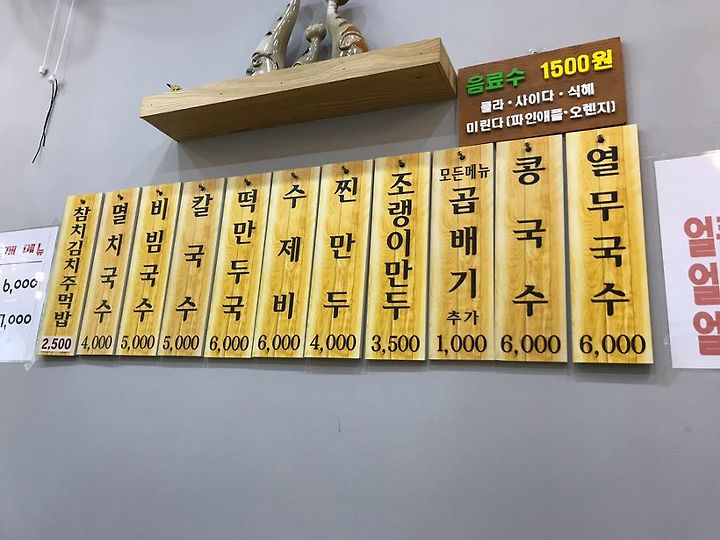 음료수 1500원
콜라·사이다·식혜
미린다(파인애플·오렌지)
참치김치주먹밥
2,500
멸치국수
4,000
비빔국수
5,000
칼국수
5,000
떡만두국
6,000
수제비
6,000
찐만두
4,000
조랭이만두
3,500
모든메뉴
곱배기
추가
1,000
콩국수
6,000
열무국수
6,000
메뉴
6,000
7,000
얼
얼